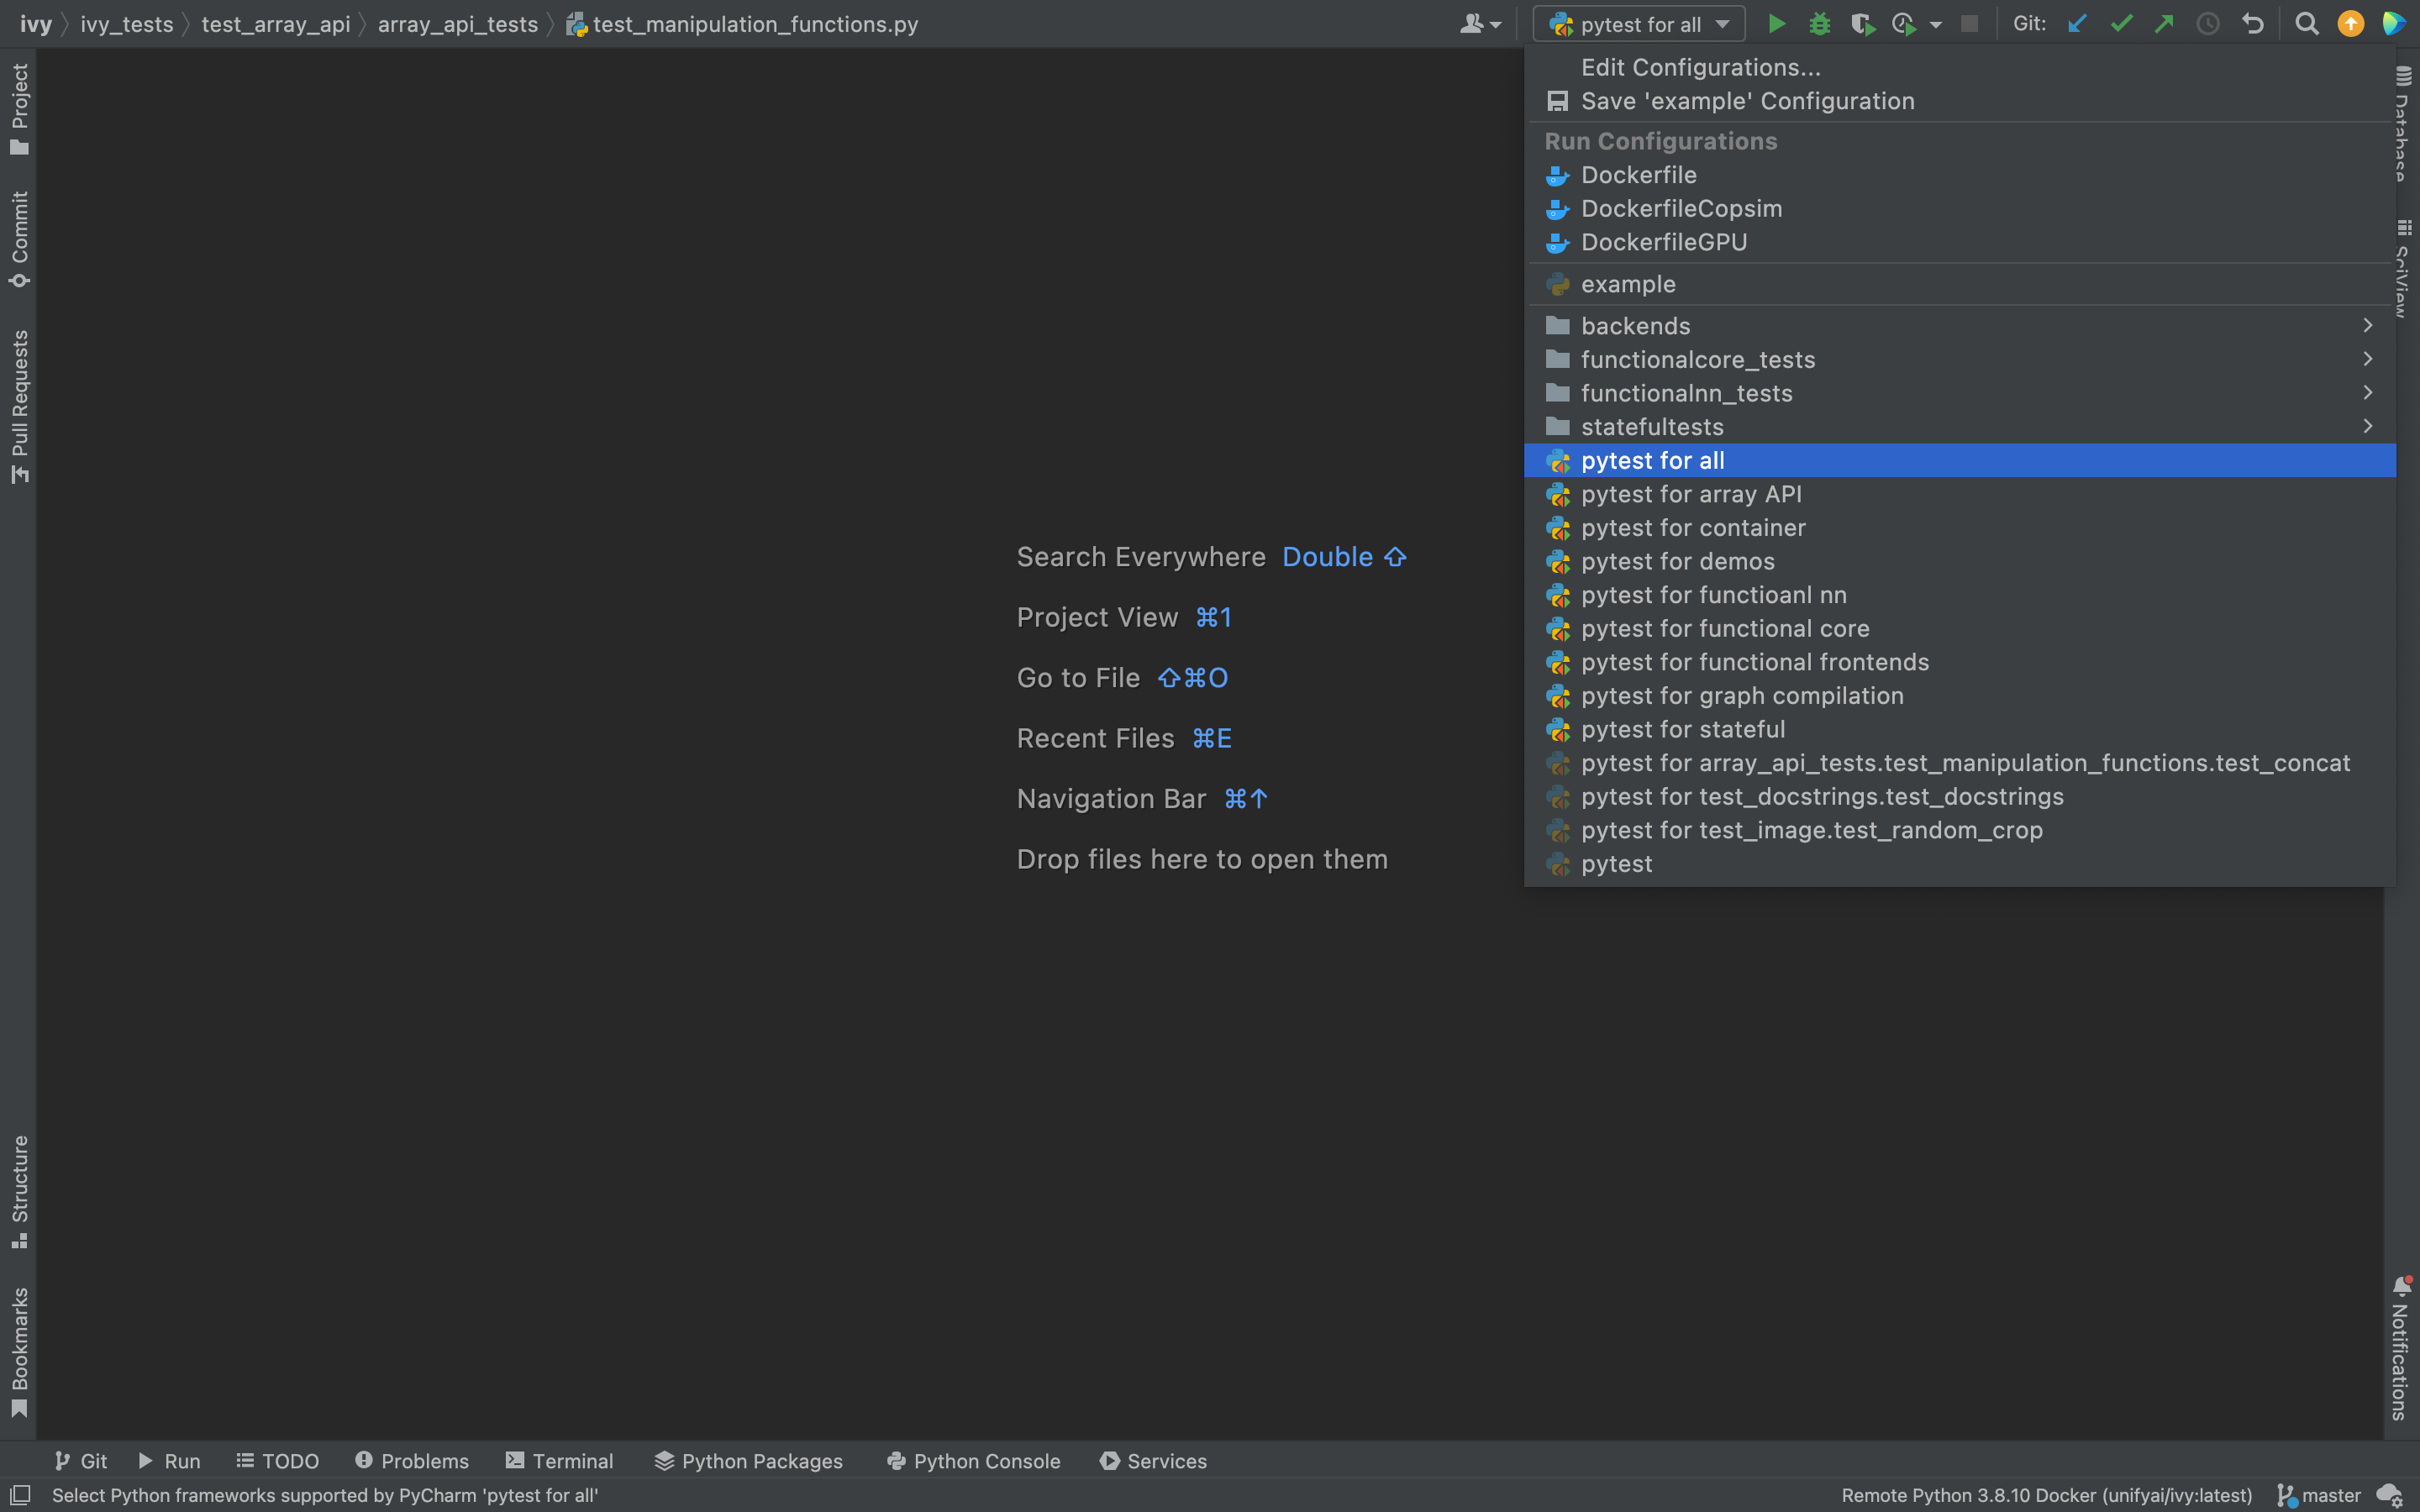 ivy ivy_tests test_array_api array_api_tests test_manipulation_functions.py pytest for all Git:
Edit Configurations...
Save 'example' Configuration
Run Configurations
Dockerfile
DockerfileCopsim
DockerfileGPU
example
backends
functionalcore_tests
functionalnn_tests
statefultests
pytest for all
pytest for array API
pytest for container
pytest for demos
pytest for functioanl nn
pytest for functional core
pytest for functional frontends
pytest for graph compilation
pytest for stateful
pytest for array_api_tests.test_manipulation_functions.test_concat
pytest for test_docstrings.test_docstrings
pytest for test_image.test_random_crop
pytest
Project
Commit
Pull Requests
Structure
Bookmarks
Search Everywhere Double ⇧
Project View ⌘1
Go to File ⇧⌘O
Recent Files ⌘E
Navigation Bar ⌘↑
Drop files here to open them
Database
SciView
Notifications
Git Run TODO Problems Terminal Python Packages Python Console Services
Select Python frameworks supported by PyCharm 'pytest for all' Remote Python 3.8.10 Docker (unifyai/ivy:latest) master